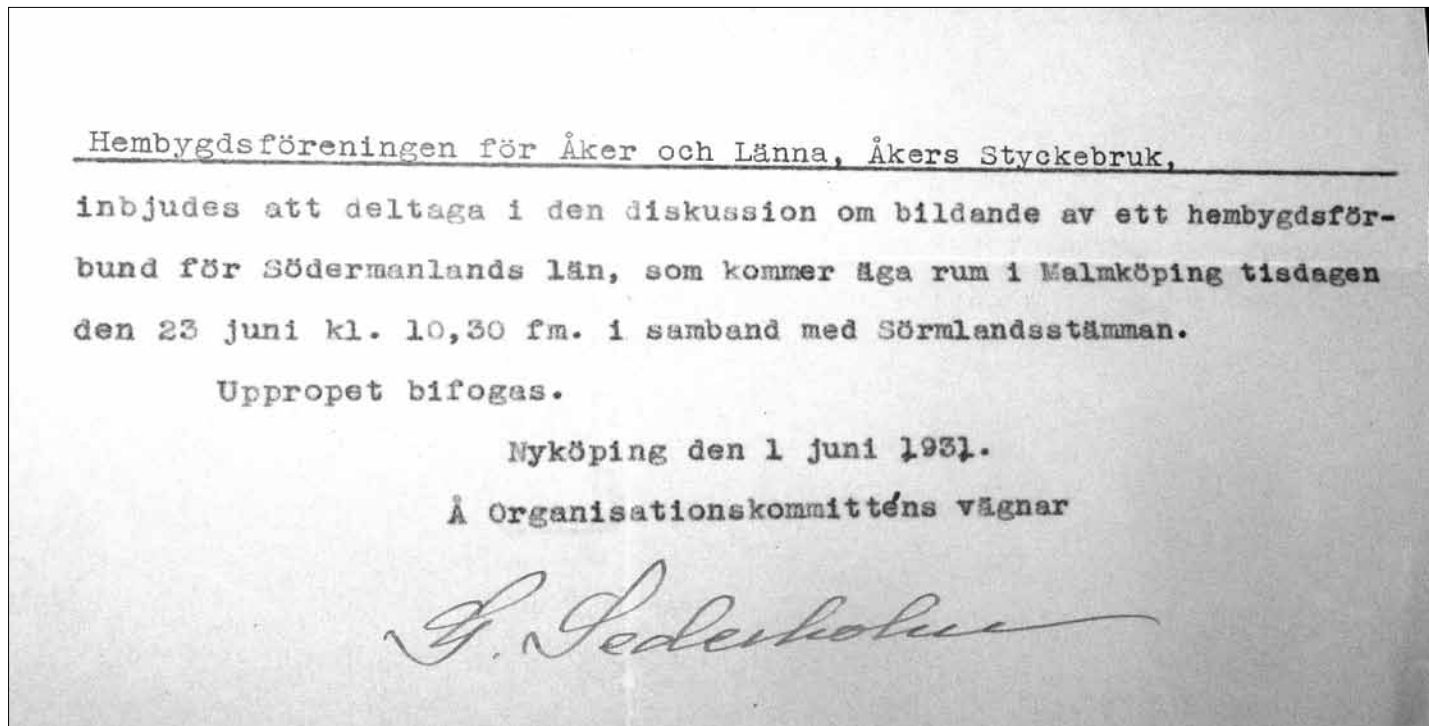 Hembygdsföreningen för Åker och Länna, Åkers Styckebruk,
inbjudes att deltaga i den diskussion om bildande av ett hembygdsför-
bund för Södermanlands län, som kommer äga rum i Malmköping tisdagen
den 23 juni kl. 10,30 fm. i samband med Sörmlandsstämman.
Uppropet bifogas.
Nyköping den 1 juni 1931.
Å Organisationskommitténs vägnar
G. Sederholm